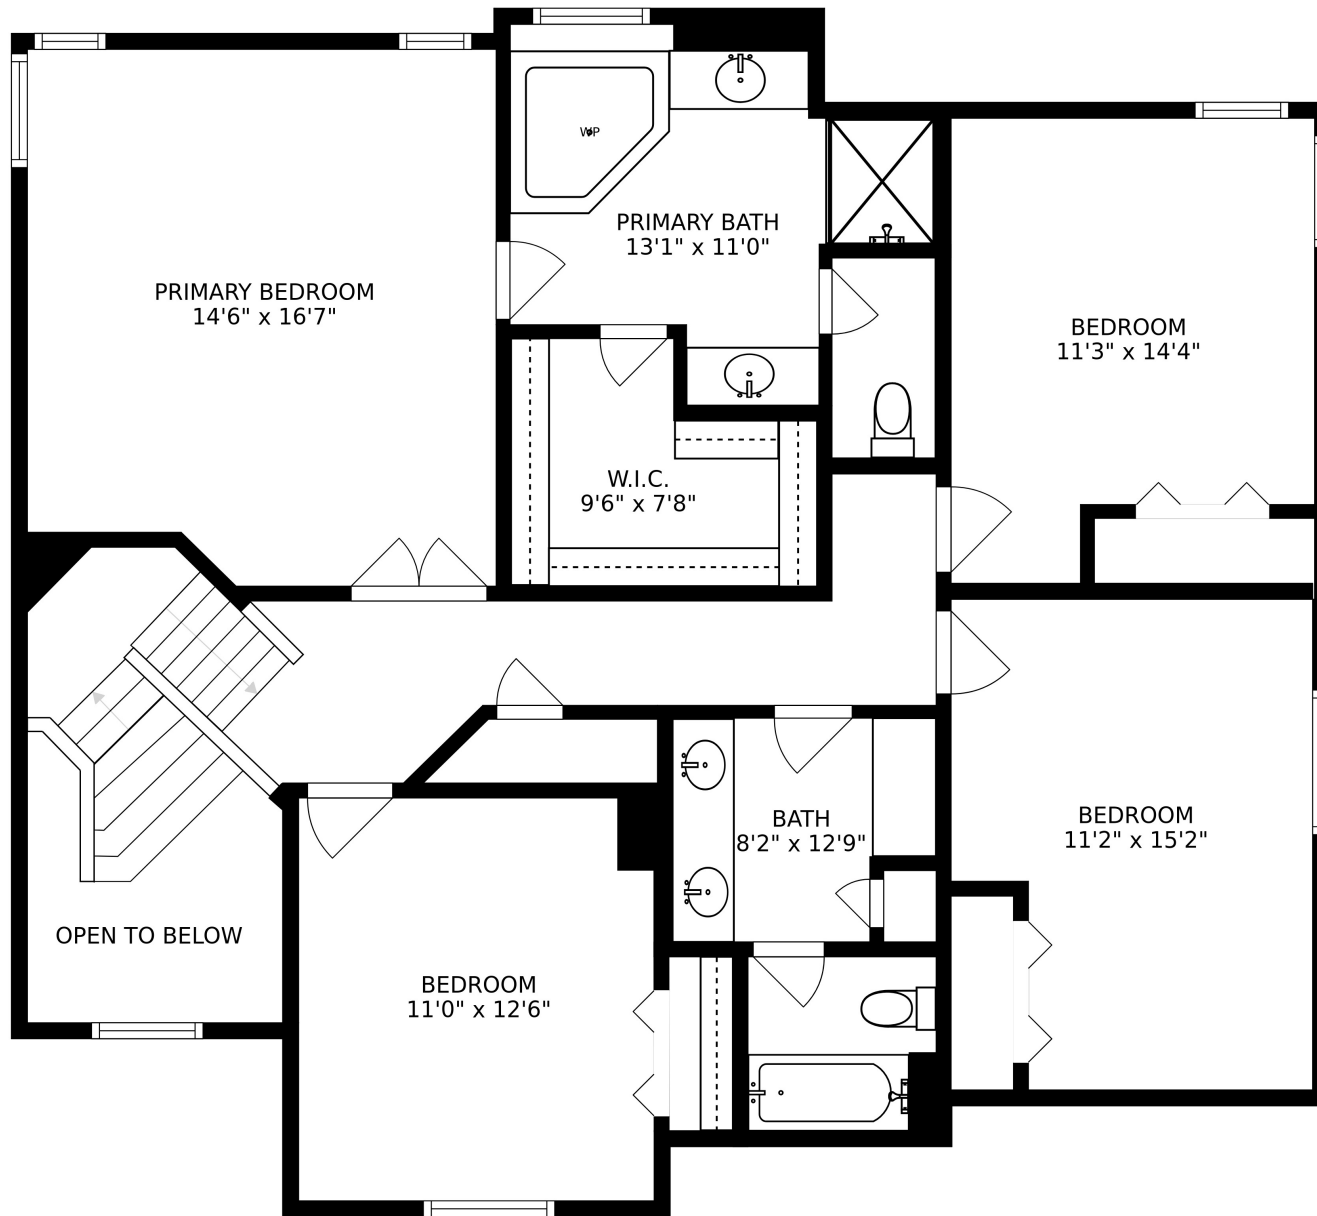 WP
PRIMARY BATH
13'1" x 11'0"
PRIMARY BEDROOM
14'6" x 16'7"
BEDROOM
11'3" x 14'4"
W.I.C.
9'6" x 7'8"
BATH
8'2" x 12'9"
BEDROOM
11'2" x 15'2"
OPEN TO BELOW
BEDROOM
11'0" x 12'6"